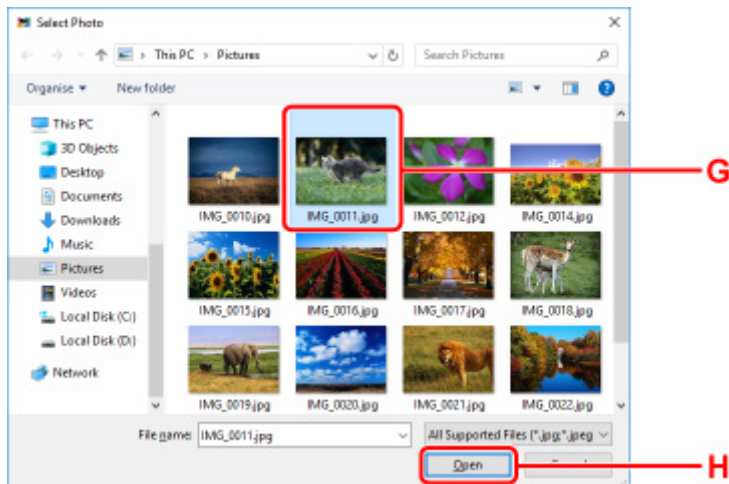 Select Photo
This PC > Pictures
Search Pictures
Organise
New folder
This PC
3D Objects
Desktop
Documents
Downloads
Music
Pictures
Videos
Local Disk (C:)
Local Disk (D:)
Network
IMG_0010.jpg IMG_0011.jpg IMG_0012.jpg IMG_0014.jpg
G
IMG_0015.jpg IMG_0016.jpg IMG_0017.jpg IMG_0018.jpg
IMG_0019.jpg IMG_0020.jpg IMG_0021.jpg IMG_0022.jpg
File name: IMG_0011.jpg
All Supported Files (*.jpg;*.jpeg
Open
H